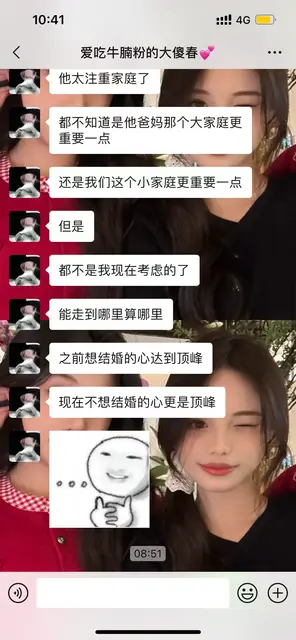 10:41
4G
爱吃牛腩粉的大傻春💕
他太注重家庭了
都不知道是他爸妈那个大家庭更
重要一点
还是我们这个小家庭更重要一点
但是
都不是我现在考虑的了
能走到哪里算哪里
之前想结婚的心达到顶峰
现在不想结婚的心更是顶峰
08:51